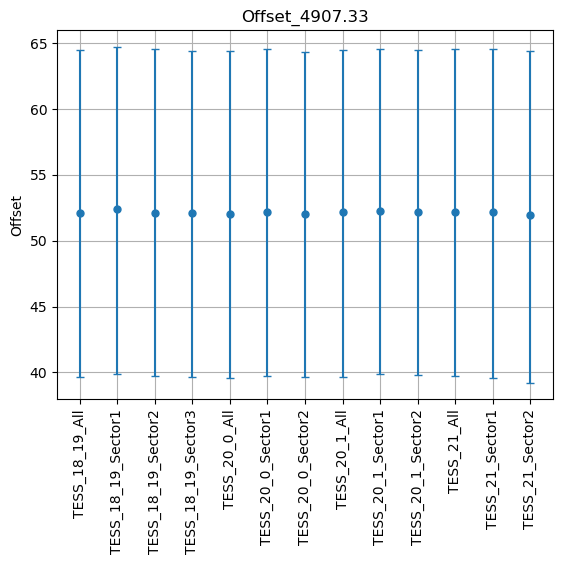 Offset_4907.33
65
60
55
50
45
40
Offset
TESS_18_19_All
TESS_18_19_Sector1
TESS_18_19_Sector2
TESS_18_19_Sector3
TESS_20_0_All
TESS_20_0_Sector1
TESS_20_0_Sector2
TESS_20_1_All
TESS_20_1_Sector1
TESS_20_1_Sector2
TESS_21_All
TESS_21_Sector1
TESS_21_Sector2